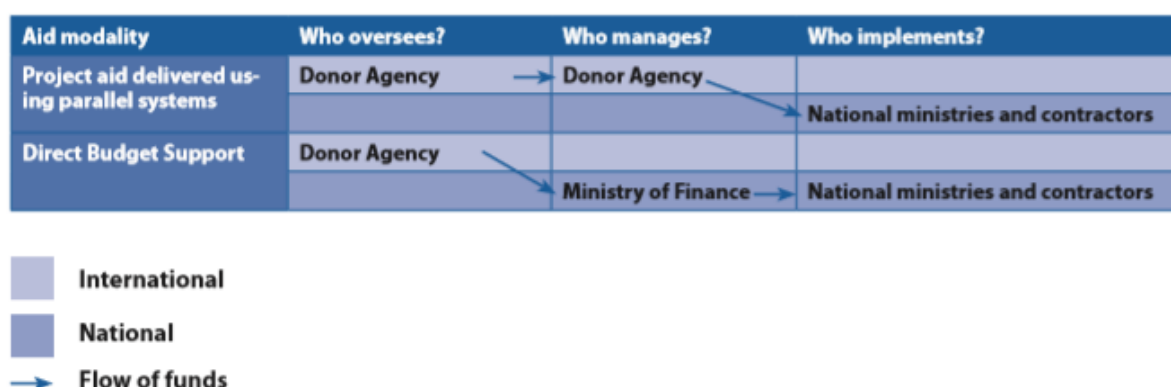 Aid modality Who oversees? Who manages? Who implements?
Project aid delivered us- Donor Agency Donor Agency
ing parallel systems
National ministries and contractors
Direct Budget Support Donor Agency
Ministry of Finance National ministries and contractors
International
National
Flow of funds